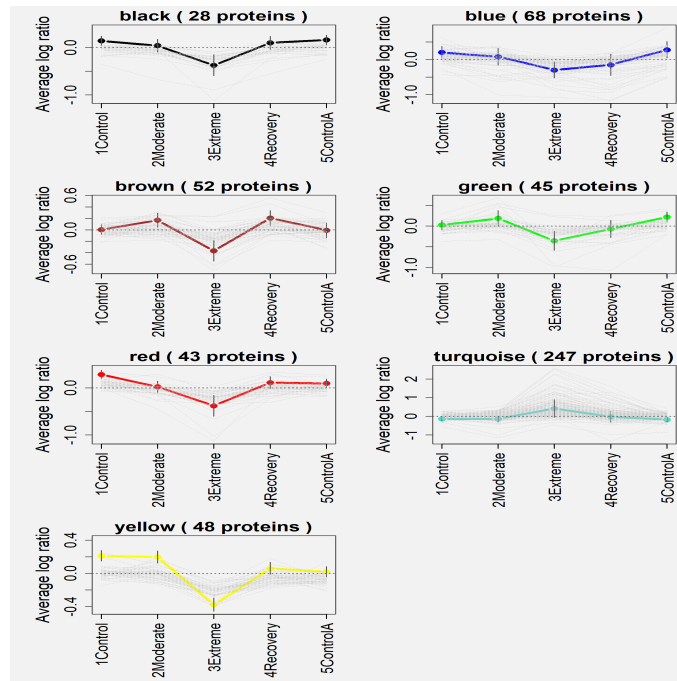 black ( 28 proteins )
Average log ratio
0.0
-1.0
1Control
2Moderate
3Extreme
4Recovery
5ControlA
blue ( 68 proteins )
Average log ratio
0.0
-1.0
1Control
2Moderate
3Extreme
4Recovery
5ControlA
brown ( 52 proteins )
Average log ratio
0.6
0.0
-0.6
1Control
2Moderate
3Extreme
4Recovery
5ControlA
green ( 45 proteins )
Average log ratio
0.0
-1.0
1Control
2Moderate
3Extreme
4Recovery
5ControlA
red ( 43 proteins )
Average log ratio
0.0
-1.0
1Control
2Moderate
3Extreme
4Recovery
5ControlA
turquoise ( 247 proteins )
Average log ratio
2
1
0
-1
1Control
2Moderate
3Extreme
4Recovery
5ControlA
yellow ( 48 proteins )
Average log ratio
0.4
0.0
-0.4
1Control
2Moderate
3Extreme
4Recovery
5ControlA